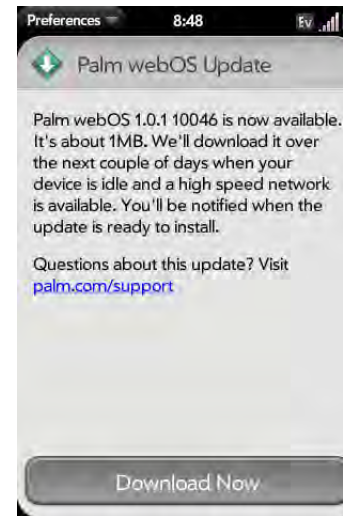 Preferences 8:48 Ev
Palm webOS Update
Palm webOS 1.0.1 10046 is now available.
It's about 1MB. We'll download it over
the next couple of days when your
device is idle and a high speed network
is available. You'll be notified when the
update is ready to install.
Questions about this update? Visit
palm.com/support
Download Now